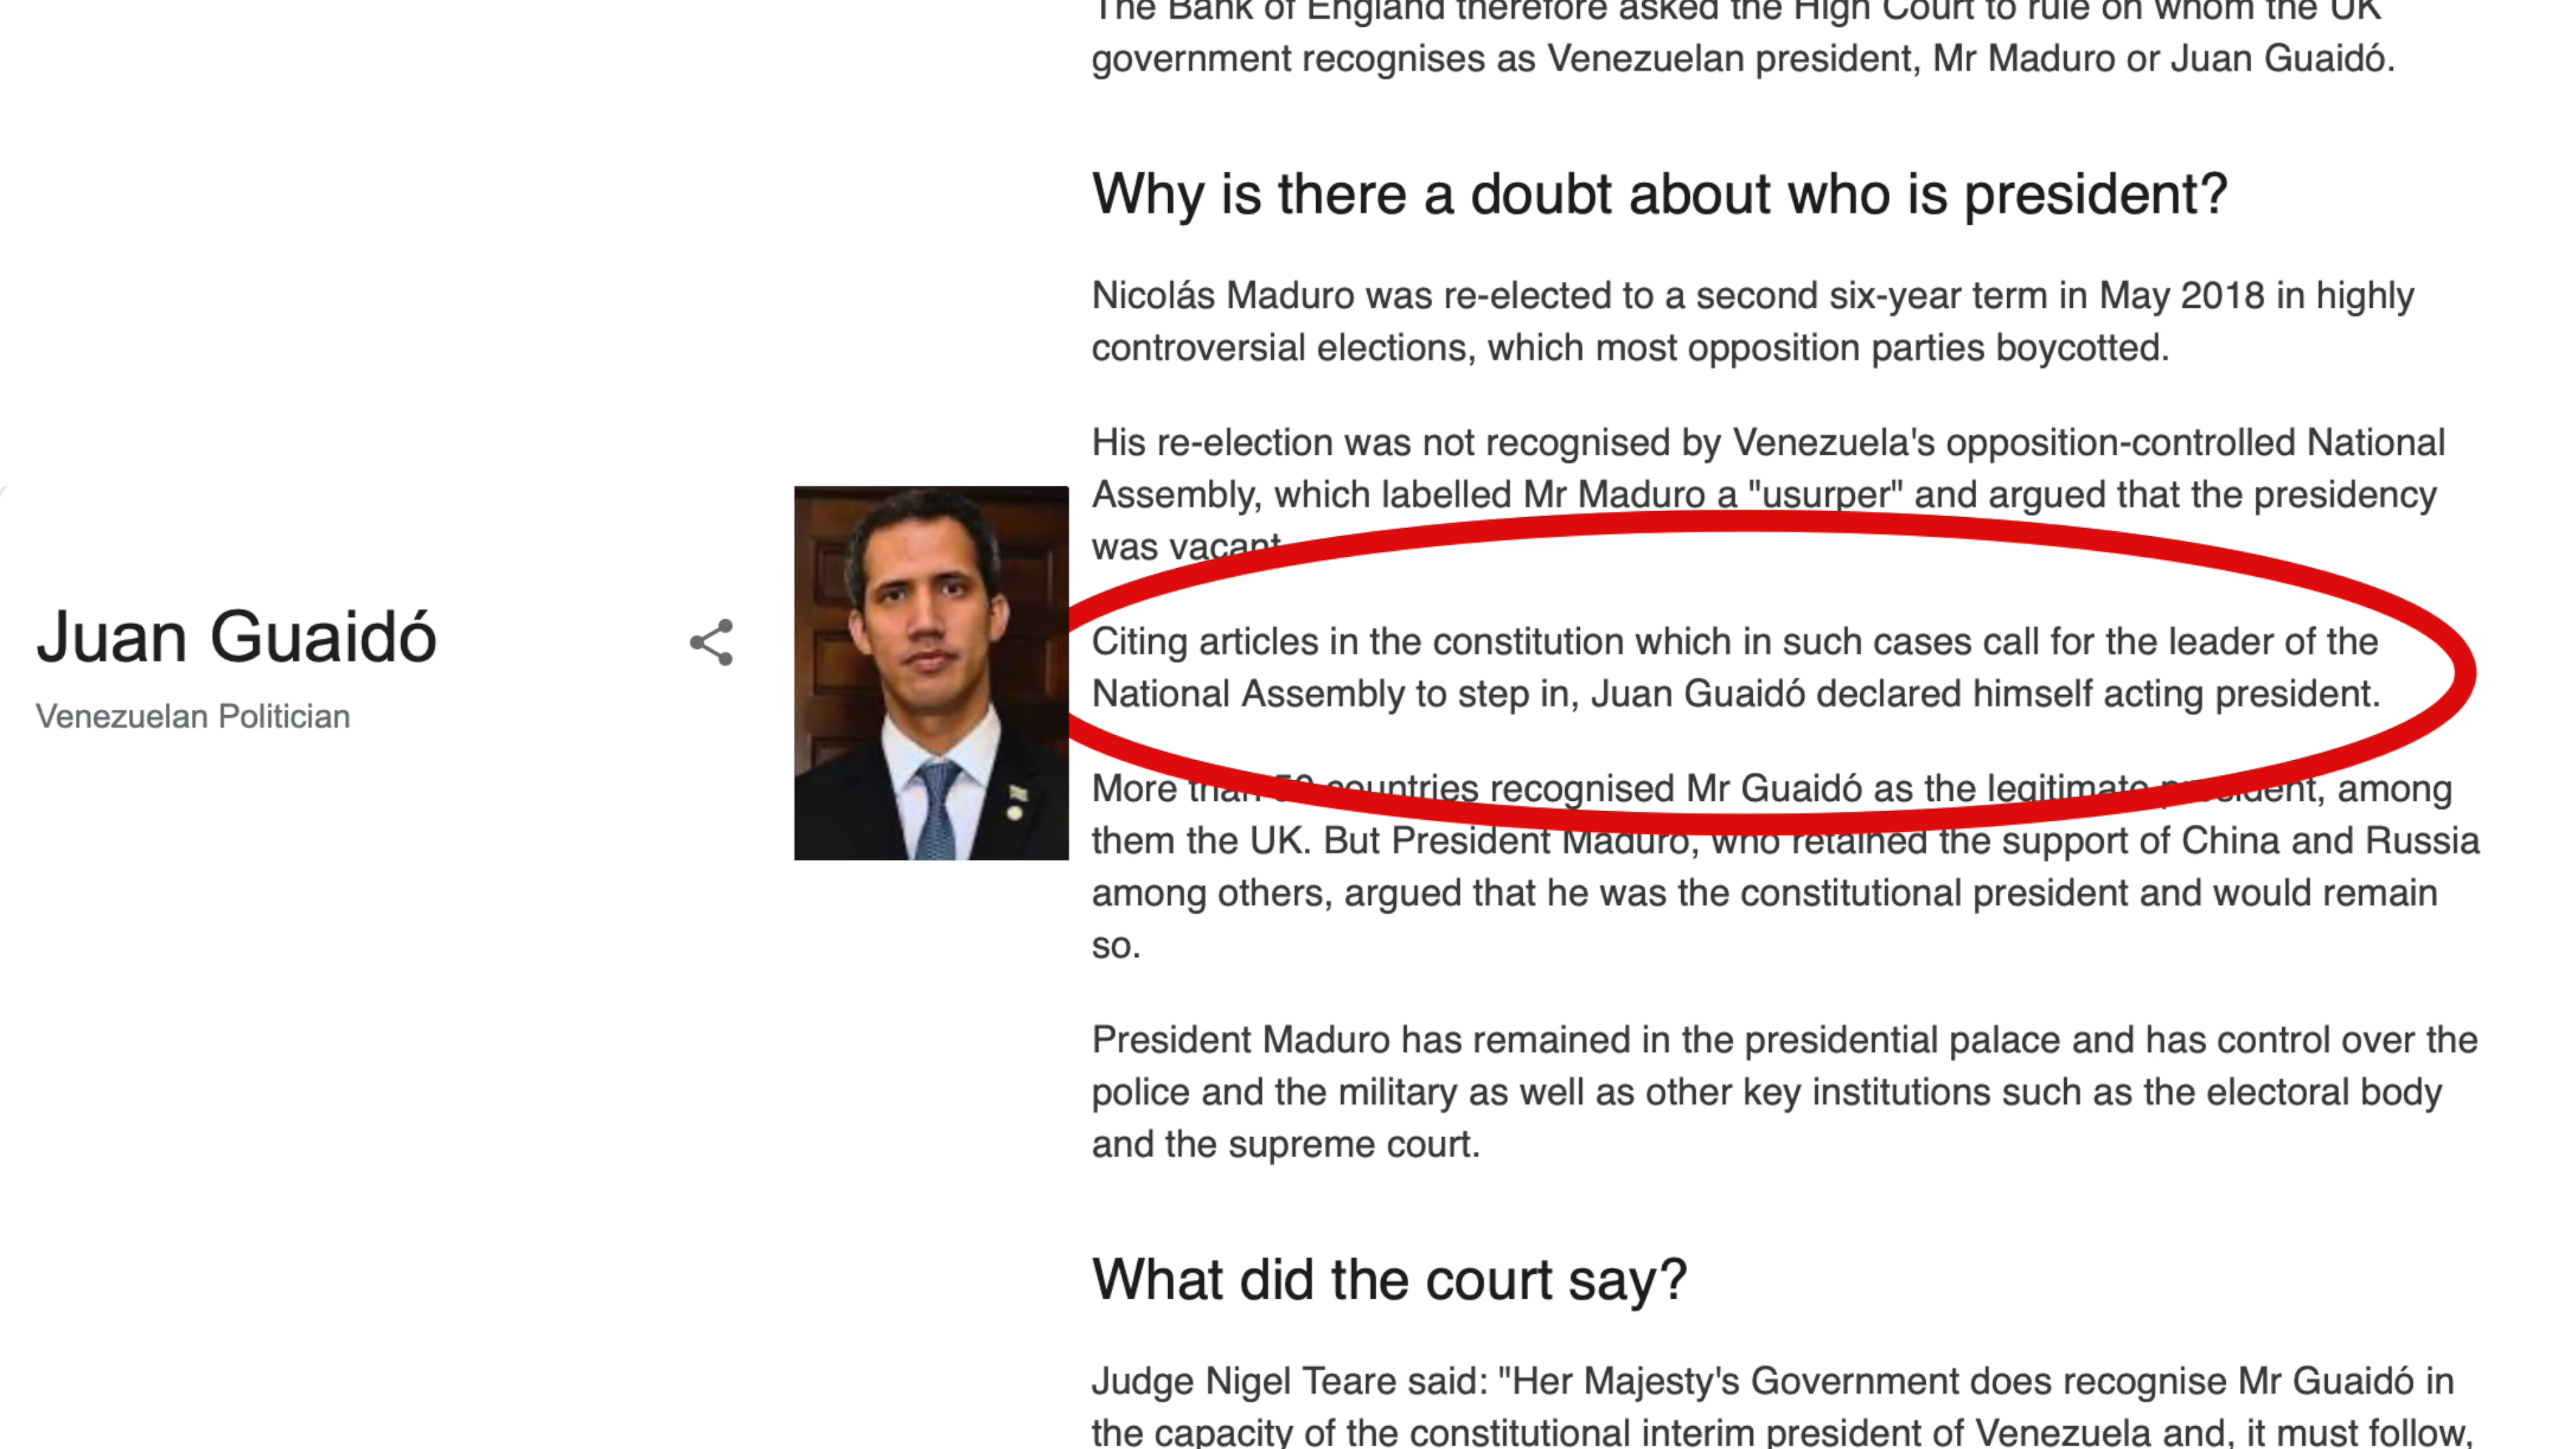 The Bank of England therefore asked the High Court to rule on whom the UK
government recognises as Venezuelan president, Mr Maduro or Juan Guaidó.
Why is there a doubt about who is president?
Nicolás Maduro was re-elected to a second six-year term in May 2018 in highly
controversial elections, which most opposition parties boycotted.
His re-election was not recognised by Venezuela's opposition-controlled National
Assembly, which labelled Mr Maduro a "usurper" and argued that the presidency
was vacant
Juan Guaidó
Venezuelan Politician
Citing articles in the constitution which in such cases call for the leader of the
National Assembly to step in, Juan Guaidó declared himself acting president.
More than 50 countries recognised Mr Guaidó as the legitimate president, among
them the UK. But President Maduro, who retained the support of China and Russia
among others, argued that he was the constitutional president and would remain
so.
President Maduro has remained in the presidential palace and has control over the
police and the military as well as other key institutions such as the electoral body
and the supreme court.
What did the court say?
Judge Nigel Teare said: "Her Majesty's Government does recognise Mr Guaidó in
the capacity of the constitutional interim president of Venezuela and, it must follow,